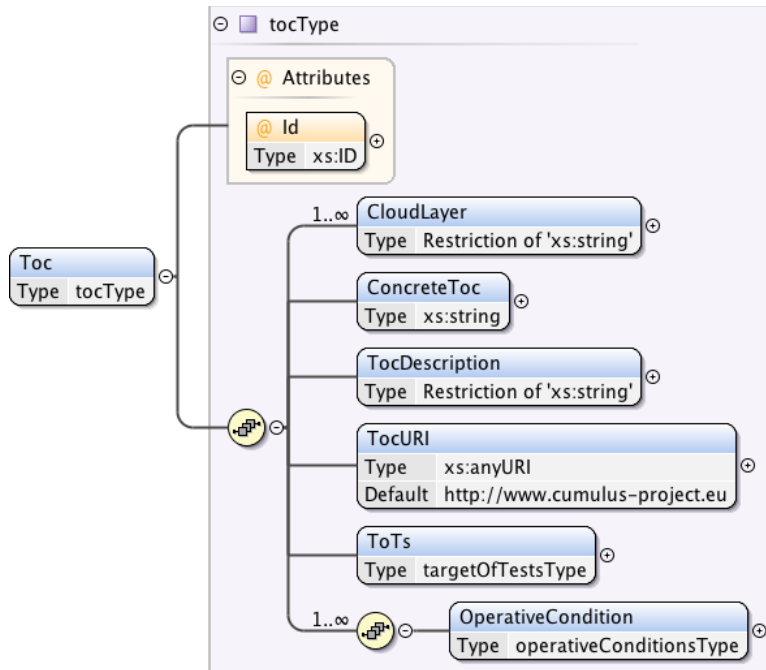 tocType
@ Attributes
@ Id
Type xs:ID
1..∞
CloudLayer
Type Restriction of 'xs:string'
Toc
Type tocType
ConcreteToc
Type xs:string
TocDescription
Type Restriction of 'xs:string'
TocURI
Type xs:anyURI
Default http://www.cumulus-project.eu
ToTs
Type targetOfTestsType
1..∞
OperativeCondition
Type operativeConditionsType